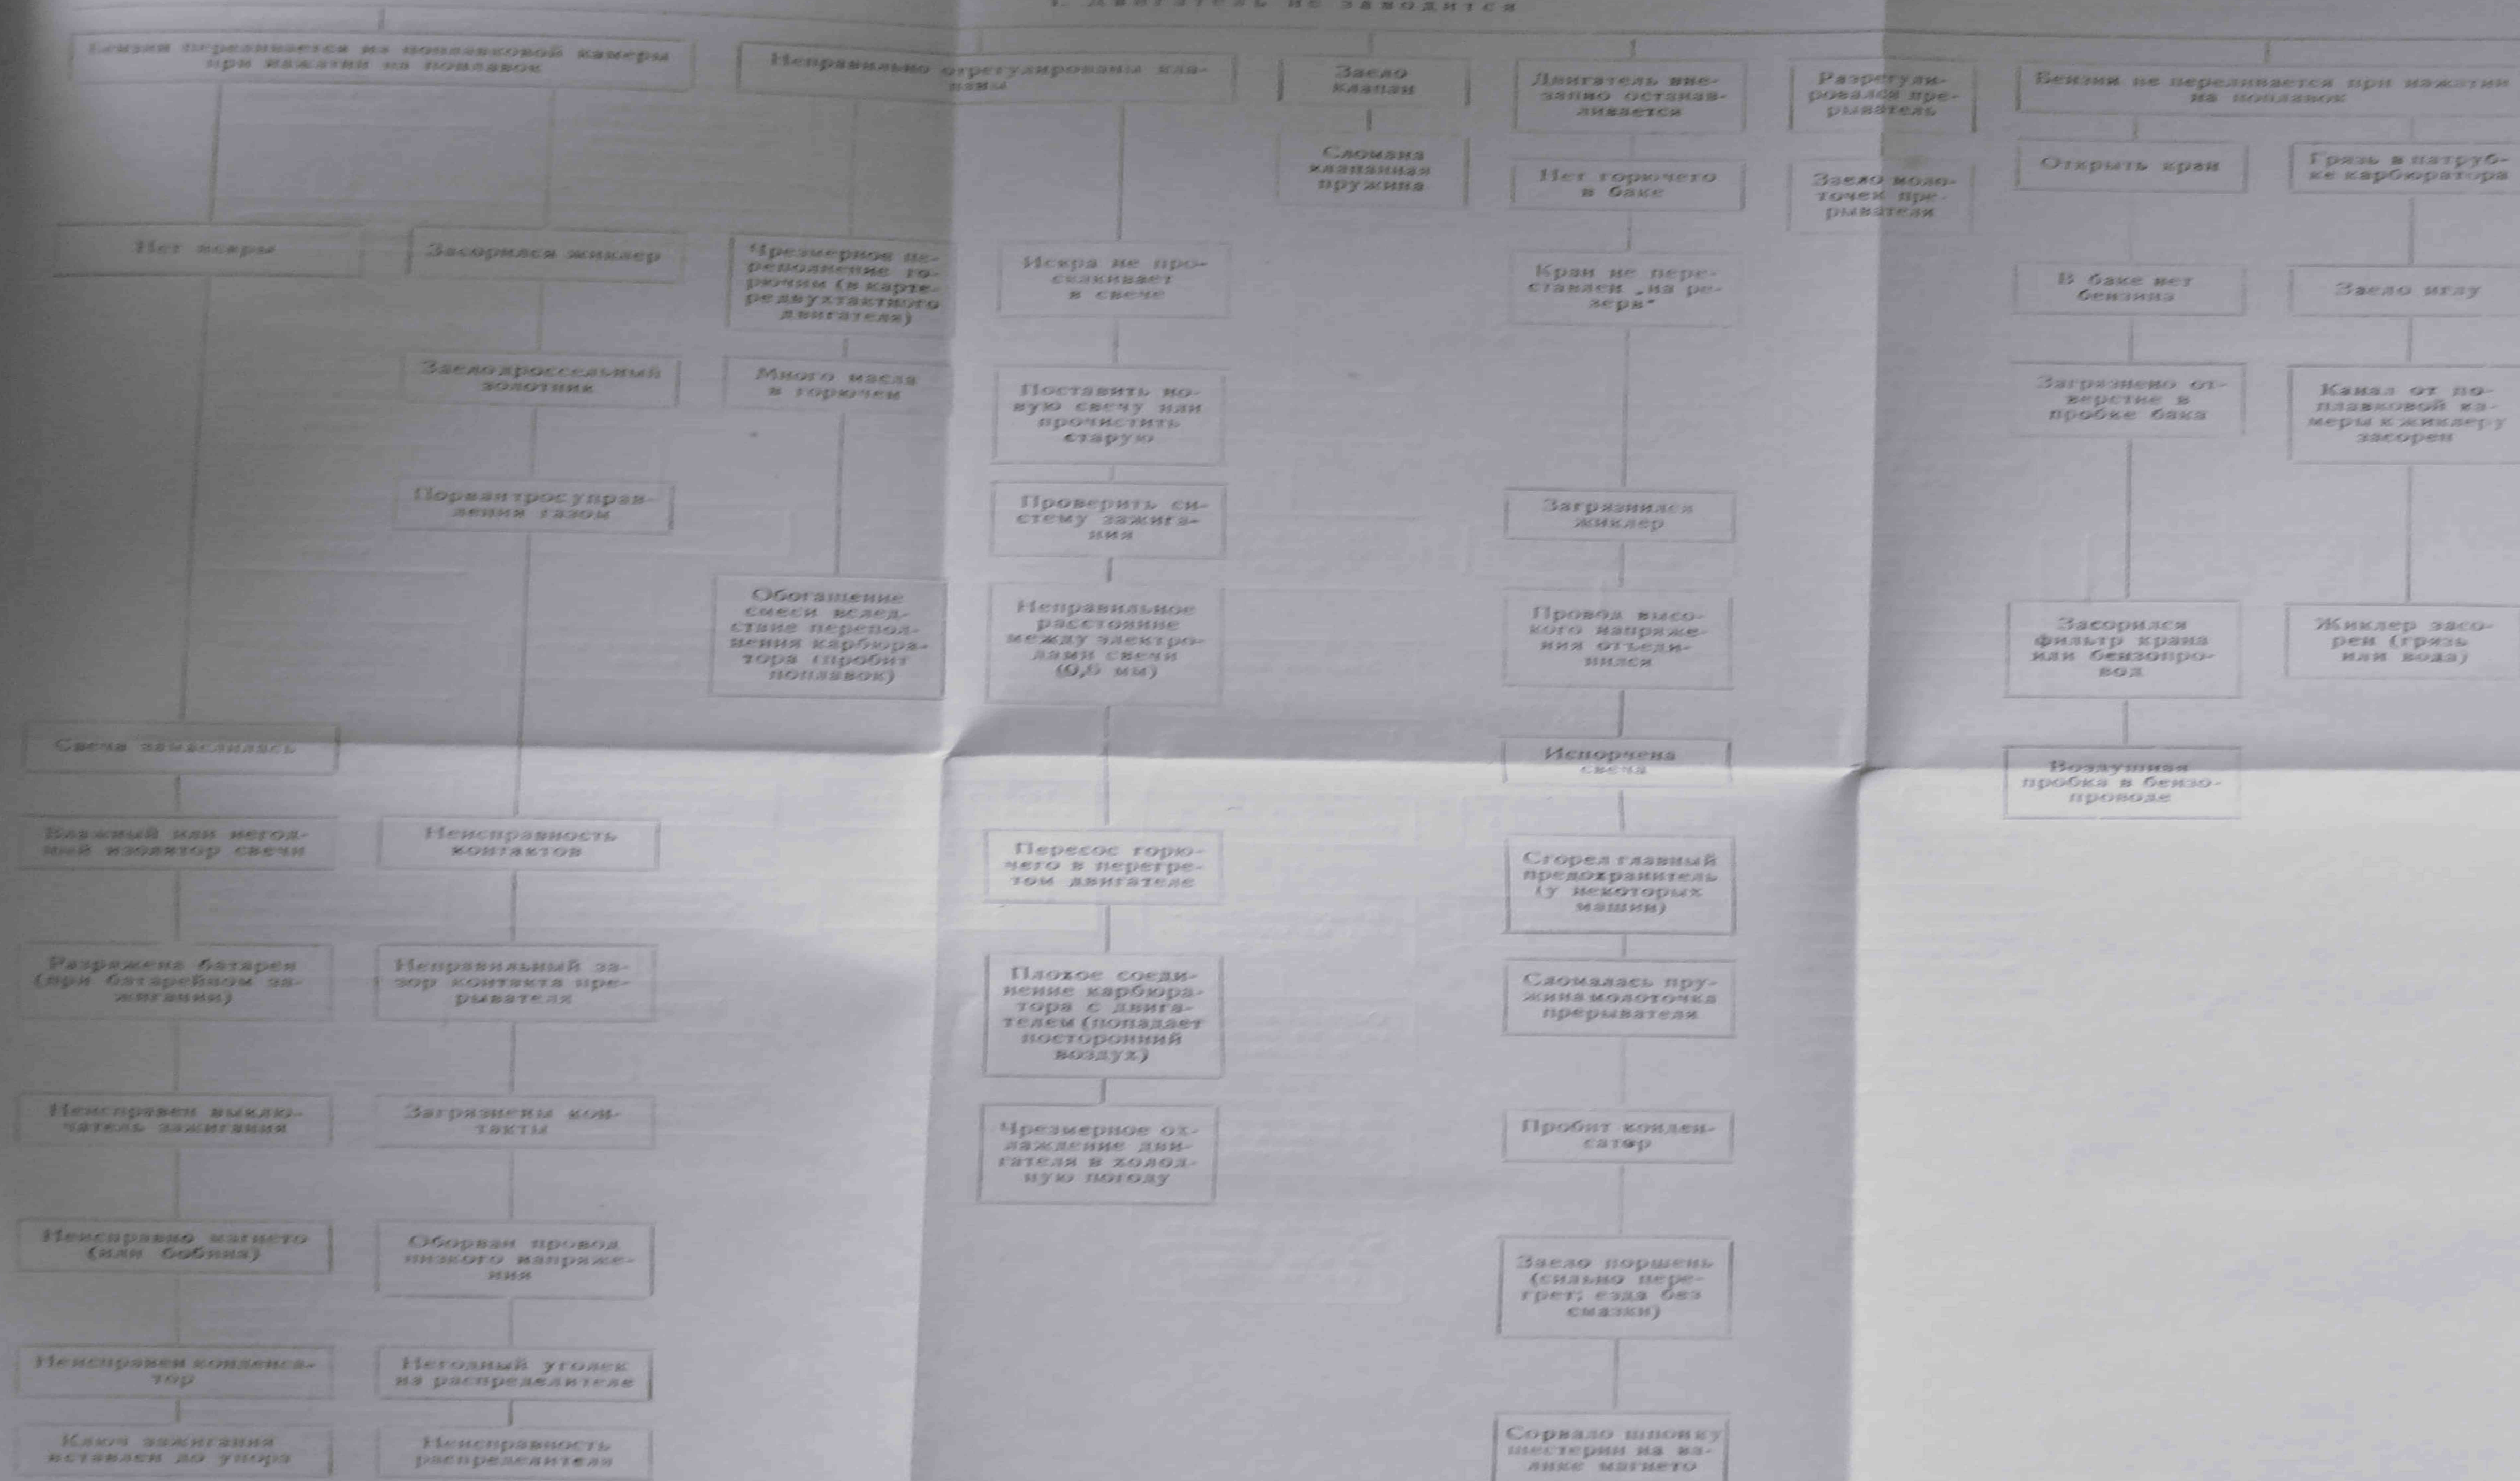 1. Двигатель не заводится
Бензин переливается из поплавковой камеры
при нажатии на поплавок
Нет искры
Свеча замаслилась
Влажный или негод-
ный изолятор свечи
Разряжена батарея
(при батарейном за-
жигании)
Неисправен выклю-
чатель зажигания
Неисправно магнето
(или бобина)
Неисправен конденса-
тор
Ключ зажигания
вставлен до упора
Засорился жиклер
Заело дроссельный
золотник
Порван трос управ-
ления газом
Неисправность
контактов
Неправильный за-
зор контакта пре-
рывателя
Загрязнены кон-
такты
Оборван провод
низкого напряже-
ния
Негодный уголек
на распределителе
Неисправность
распределителя
Неправильно отрегулированы кла-
паны
Чрезмерное пе-
реполнение го-
рючим (в карте-
ре двухтактного
двигателя)
Много масла
в горючем
Обогащение
смеси вслед-
ствие перепол-
нения карбюра-
тора (пробит
поплавок)
Искра не про-
скакивает
в свече
Поставить но-
вую свечу или
прочистить
старую
Проверить си-
стему зажига-
ния
Неправильное
расстояние
между электро-
дами свечи
(0,5 мм)
Пересос горю-
чего в перегре-
том двигателе
Плохое соеди-
нение карбюра-
тора с двига-
телем (попадает
посторонний
воздух)
Чрезмерное ох-
лаждение дви-
гателя в холод-
ную погоду
Заело
клапан
Сломана
клапанная
пружина
Двигатель вне-
запно останав-
ливается
Нет горючего
в баке
Кран не пере-
ставлен „на ре-
зерв“
Загрязнился
жиклер
Провод высо-
кого напряже-
ния отъеди-
нился
Испорчена
свеча
Сгорел главный
предохранитель
(у некоторых
машин)
Сломалась пру-
жина молоточка
прерывателя
Пробит конден-
сатор
Заело поршень
(сильно пере-
грет; езда без
смазки)
Сорвало шпонку
шестерни на ва-
лике магнето
Разрегули-
ровался пре-
рыватель
Заело моло-
точек пре-
рывателя
Бензин не переливается при нажатии
на поплавок
Открыть кран
В баке нет
бензина
Загрязнено от-
верстие в
пробке бака
Засорился
фильтр крана
или бензопро-
вод
Воздушная
пробка в бензо-
проводе
Грязь в патруб-
ке карбюратора
Заело иглу
Канал от по-
плавковой ка-
меры к жиклеру
засорен
Жиклер засо-
рен (грязь
или вода)